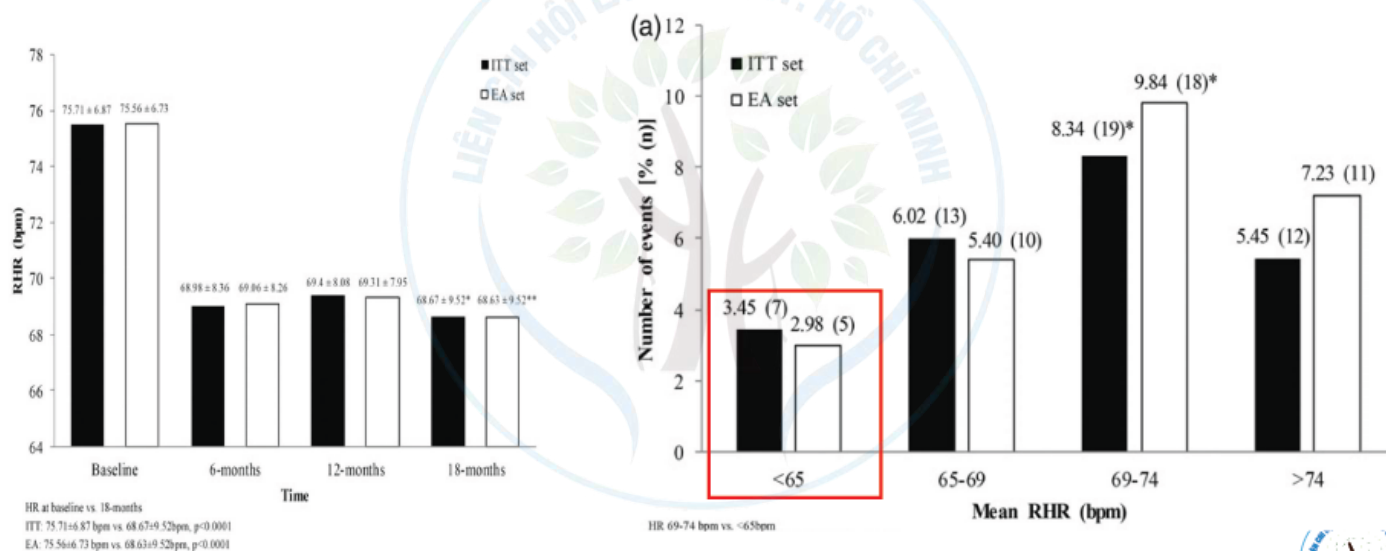 78
76
74
72
70
68
66
64
RHR (bpm)
ITT set
EA set
75.71 ± 6.87
75.56 ± 6.73
68.98 ± 8.36
69.06 ± 8.26
69.4 ± 8.08
69.31 ± 7.95
68.67 ± 9.52*
68.63 ± 9.52**
Baseline
6-months
12-months
18-months
Time
HR at baseline vs. 18-months
ITT: 75.71±6.87 bpm vs. 68.67±9.52bpm, p<0.0001
EA: 75.56±6.73 bpm vs. 68.63±9.52bpm, p<0.0001
(a)
12
10
8
6
4
2
0
Number of events [% (n)]
ITT set
EA set
3.45 (7)
2.98 (5)
6.02 (13)
5.40 (10)
8.34 (19)*
9.84 (18)*
5.45 (12)
7.23 (11)
<65
65-69
69-74
>74
Mean RHR (bpm)
HR 69-74 bpm vs. <65bpm
LIÊN
HỘI
HỒ CHÍ MINH